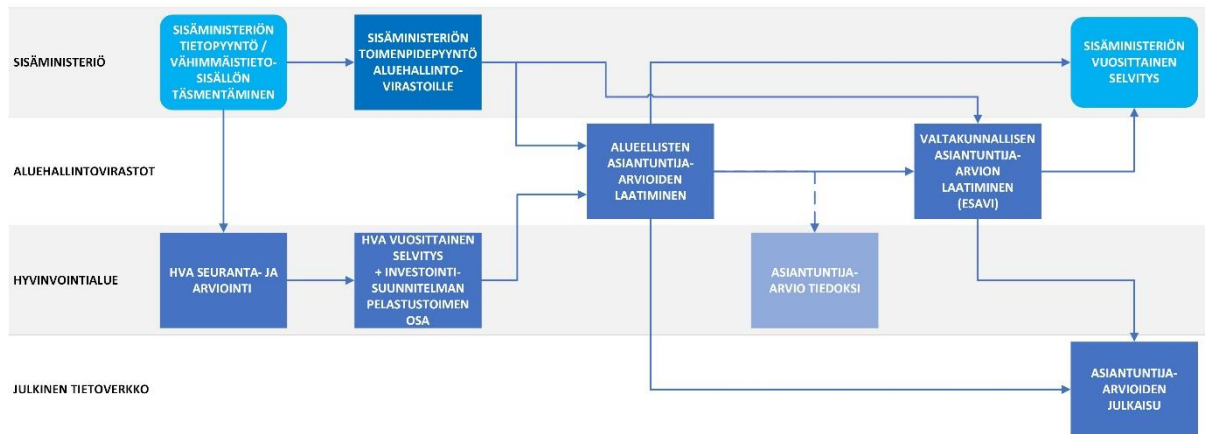 SISÄMINISTERIÖ
SISÄMINISTERIÖN
TIETOPYYNTÖ /
VÄHIMMÄISTIETO-
SISÄLLÖN
TÄSMENTÄMINEN
SISÄMINISTERIÖN
TOIMENPIDEPYYNTÖ
ALUEHALLINTO-
VIRASTOILLE
SISÄMINISTERIÖN
VUOSITTAINEN
SELVITYS
ALUEHALLINTOVIRASTOT
ALUEELLISTEN
ASIANTUNTIJA-
ARVIOIDEN
LAATIMINEN
VALTAKUNNALLISEN
ASIANTUNTIJA-
ARVION
LAATIMINEN
(ESAVI)
HYVINVOINTIALUE
HVA SEURANTA- JA
ARVIOINTI
HVA VUOSITTAINEN
SELVITYS
+ INVESTOINTI-
SUUNNITELMAN
PELASTUSTOIMEN
OSA
ASIANTUNTIJA-
ARVIO TIEDOKSI
JULKINEN TIETOVERKKO
ASIANTUNTIJA-
ARVIOIDEN
JULKAISU